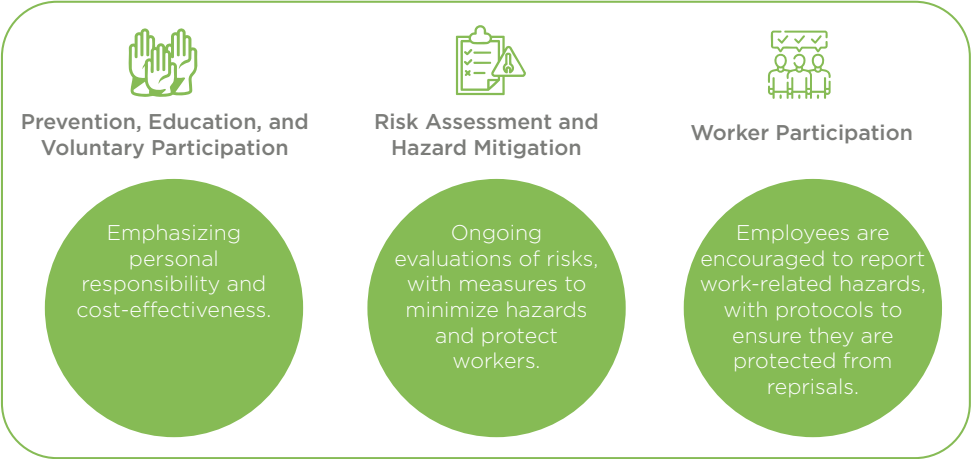 Prevention, Education, and
Voluntary Participation
Emphasizing
personal
responsibility and
cost-effectiveness.
Risk Assessment and
Hazard Mitigation
Ongoing
evaluations of risks,
with measures to
minimize hazards
and protect
workers.
Worker Participation
Employees are
encouraged to report
work-related hazards,
with protocols to
ensure they are
protected from
reprisals.